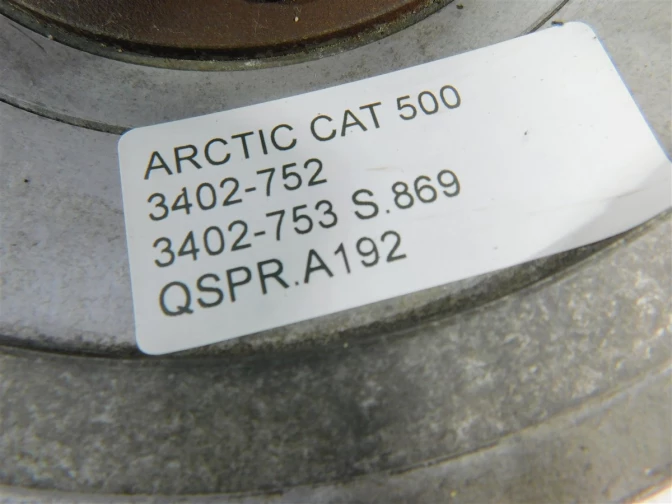 ARCTIC CAT 500
3402-752
3402-753 S.869
QSPR.A192